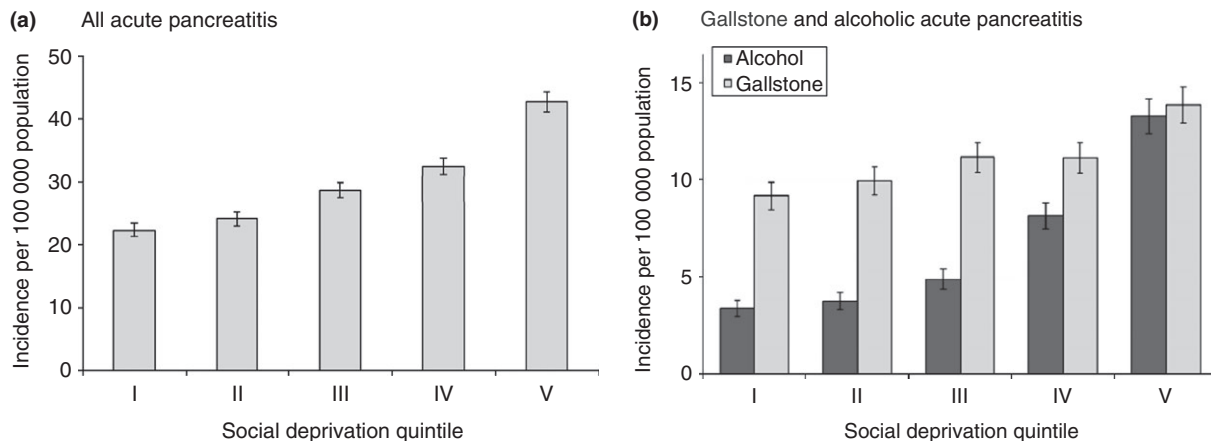 (a) All acute pancreatitis
Incidence per 100 000 population
50
40
30
20
10
0
I II III IV V
Social deprivation quintile
(b) Gallstone and alcoholic acute pancreatitis
Alcohol
Gallstone
Incidence per 100 000 population
15
10
5
0
I II III IV V
Social deprivation quintile